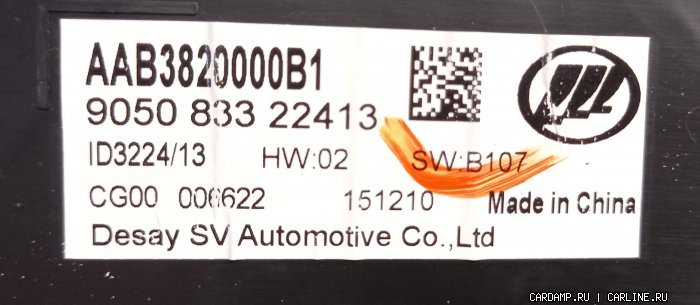 AAB3820000B1
9050 833 22413
ID3224/13 HW:02 SW:B107
CG00 006622 151210 Made in China
Desay SV Automotive Co.,Ltd
CARDAMP.RU | CARLINE.RU